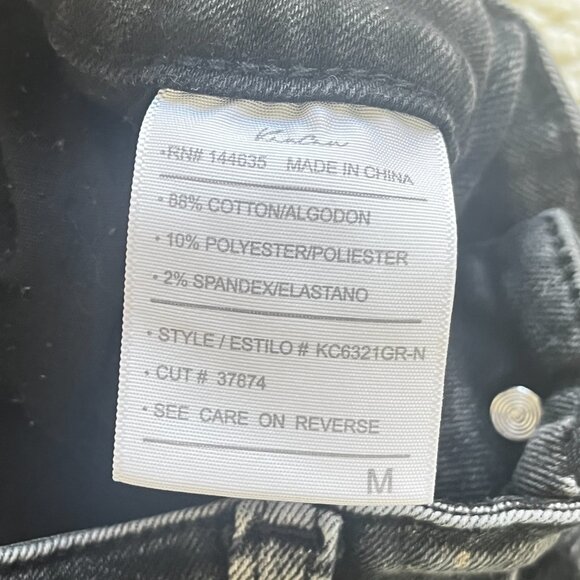 KanCan
•RN# 144635 MADE IN CHINA
• 88% COTTON/ALGODON
• 10% POLYESTER/POLIESTER
• 2% SPANDEX/ELASTANO
• STYLE / ESTILO # KC6321GR-N
• CUT # 37874
• SEE CARE ON REVERSE
M